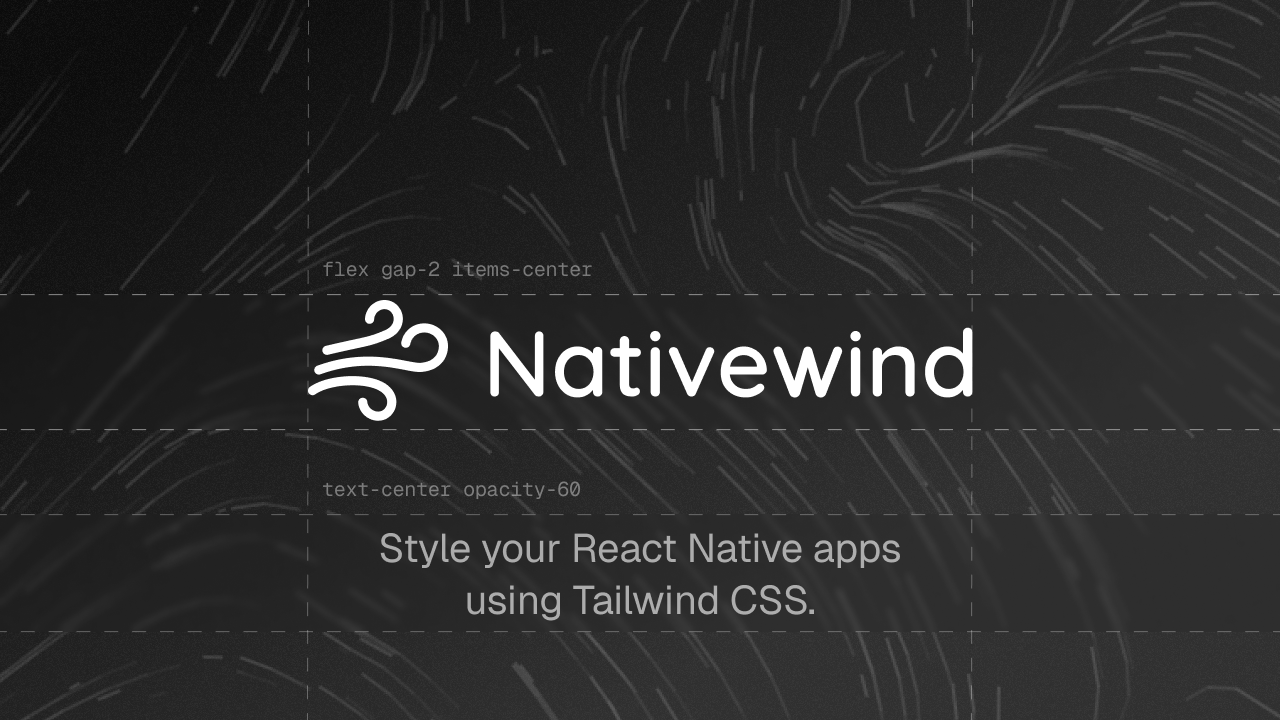 flex gap-2 items-center
Nativewind
text-center opacity-60
Style your React Native apps
using Tailwind CSS.